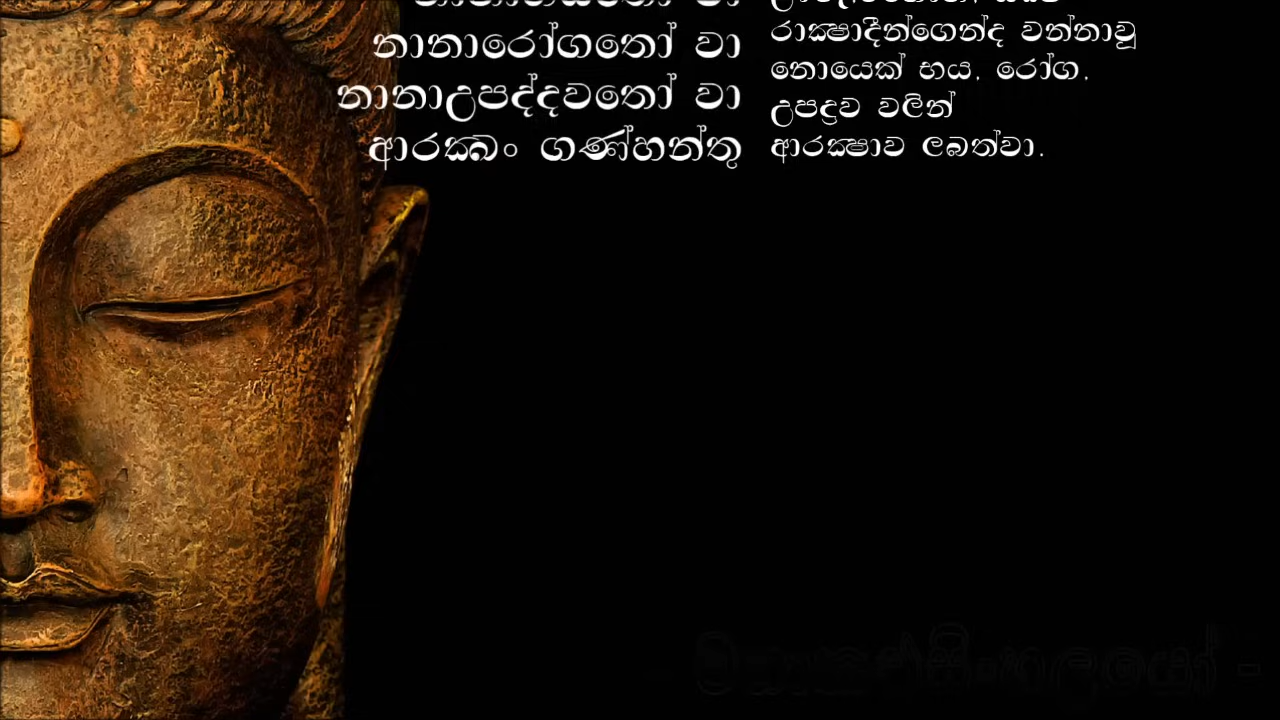 නානාරෝගතෝ වා
නානාඋපද්දවතෝ වා
ආරක්ඛං ගණ්හන්තු
රාක්‍ෂාදීන්ගෙන්ද වන්නාවූ
නොයෙක් භය, රෝග,
උපද්‍රව වලින්
ආරක්‍ෂාව ලබත්වා.